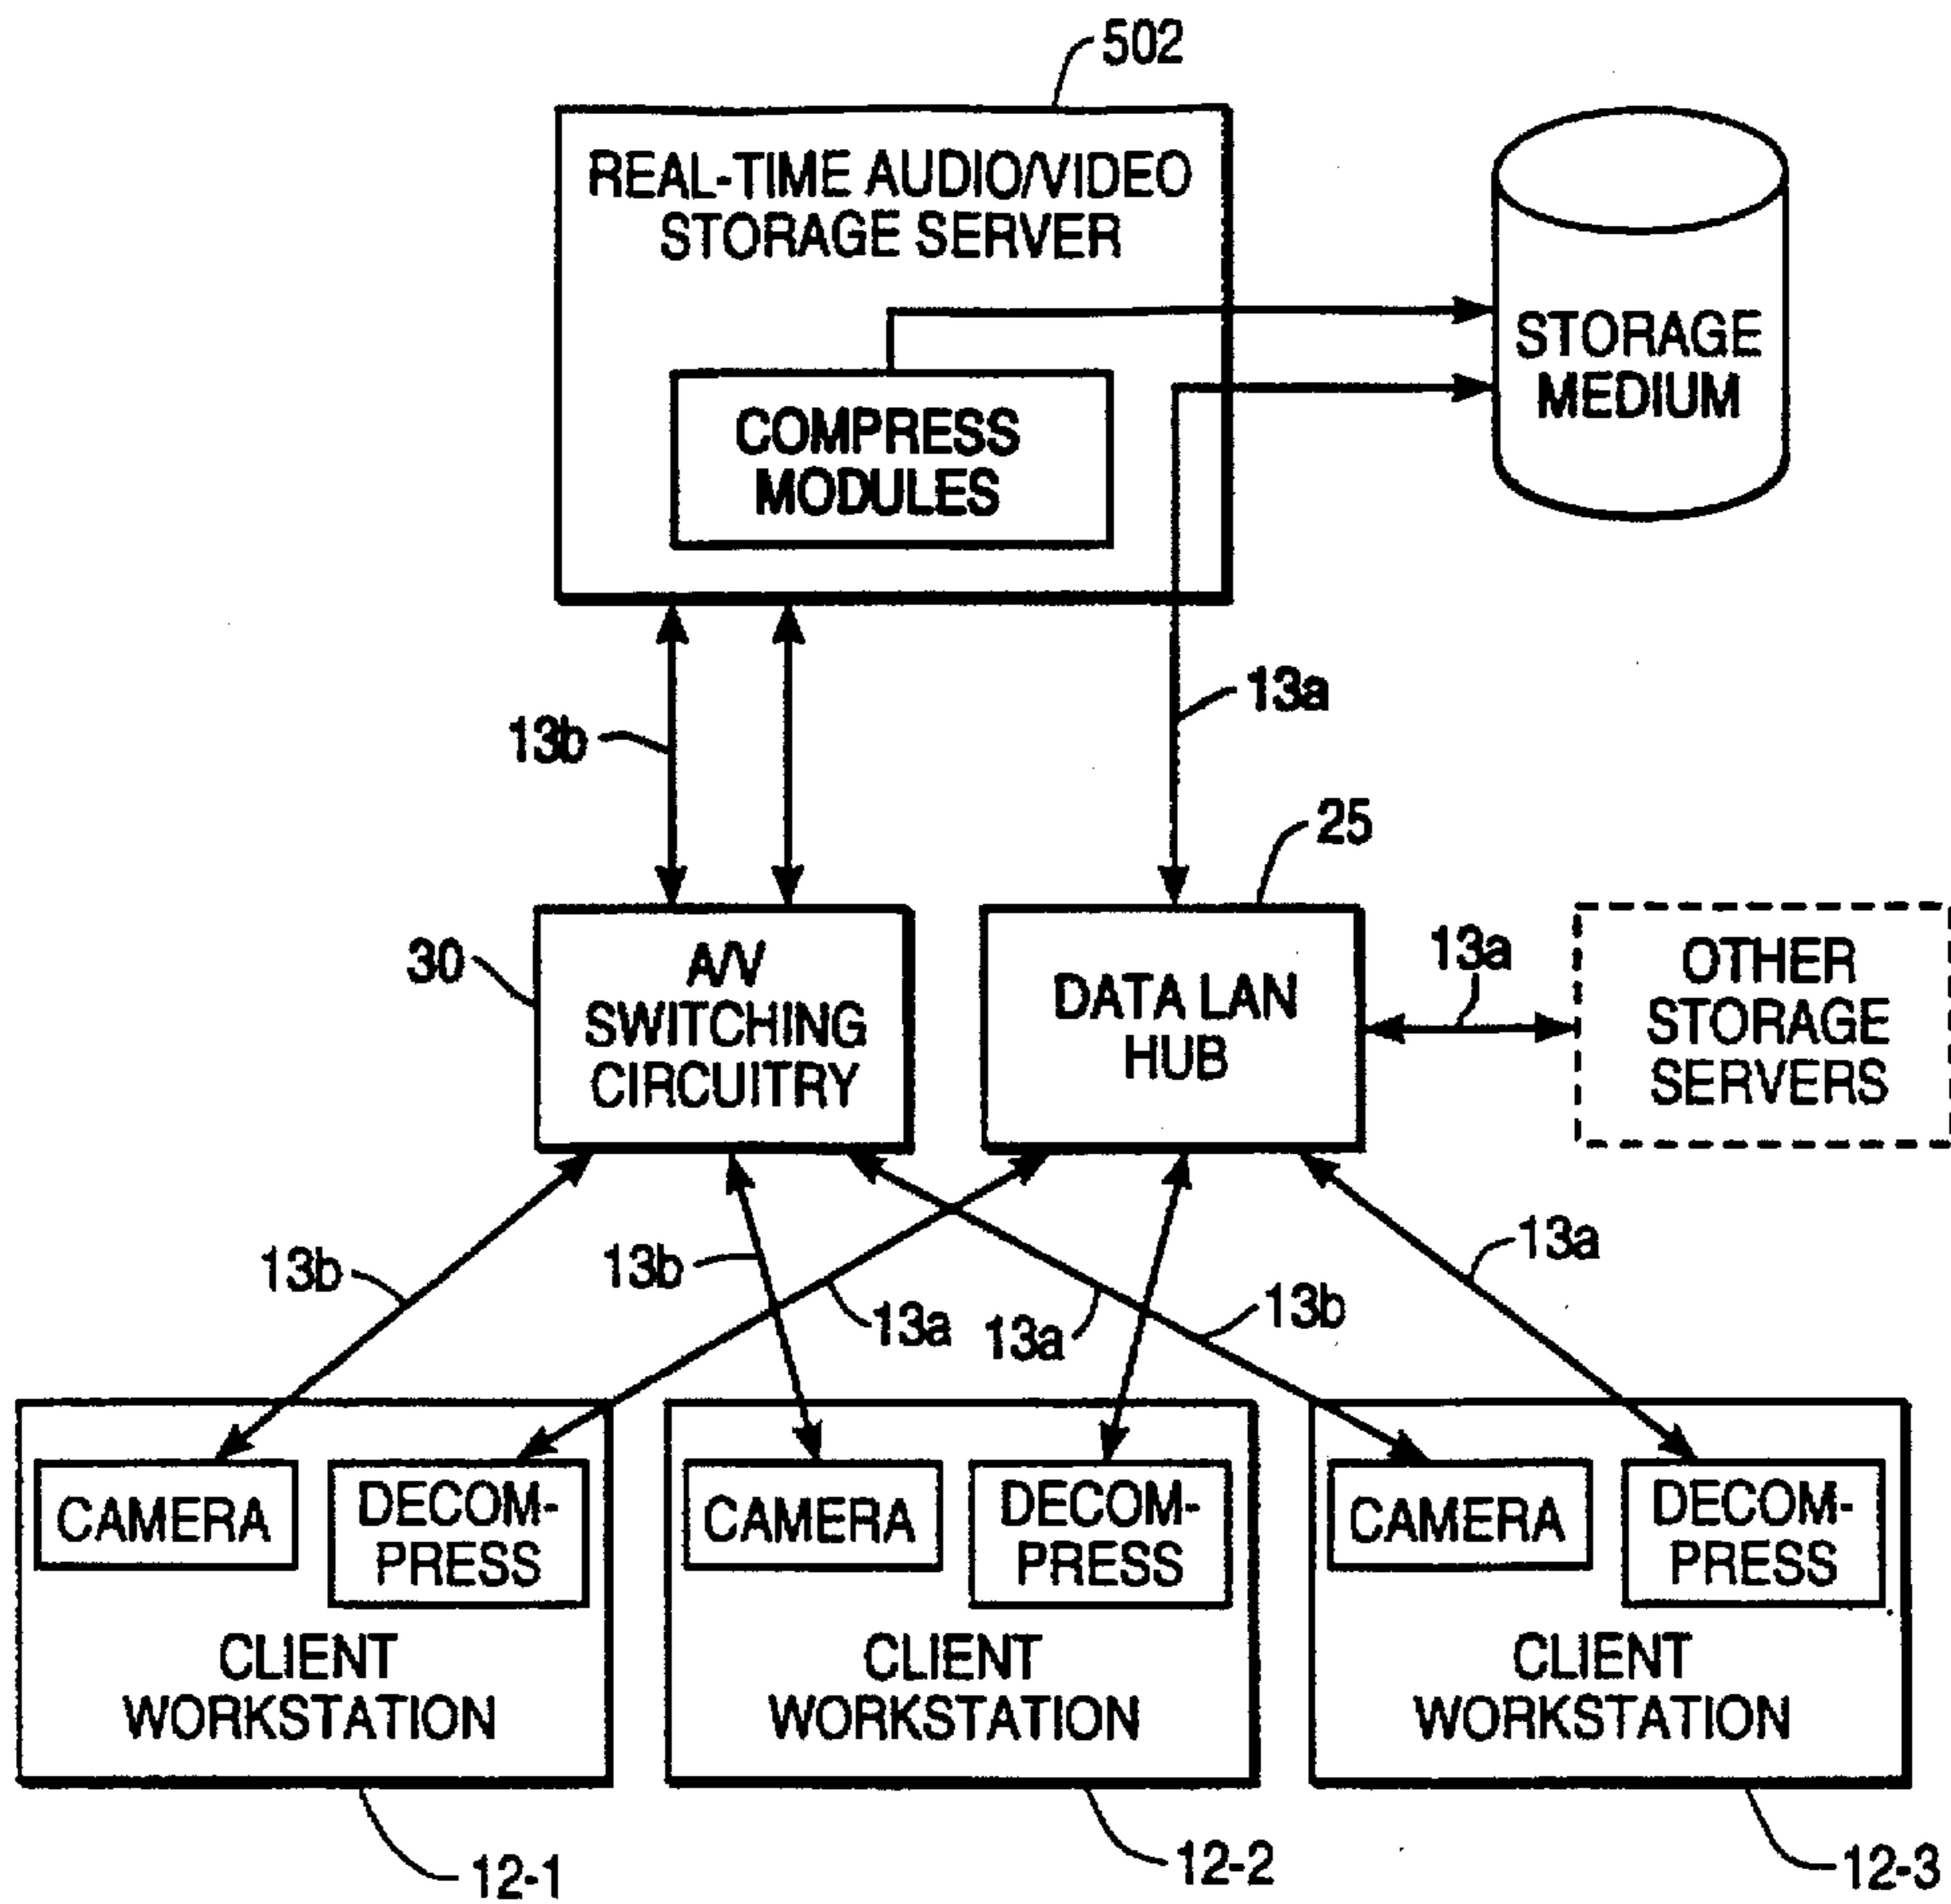 502
REAL-TIME AUDIO/VIDEO
STORAGE SERVER
STORAGE
MEDIUM
COMPRESS
MODULES
13b
13a
25
30
A/V
SWITCHING
CIRCUITRY
DATA LAN
HUB
13a
OTHER
STORAGE
SERVERS
13b
13b
13a
13a
13b
13a
CAMERA
DECOM-
PRESS
CLIENT
WORKSTATION
CAMERA
DECOM-
PRESS
CLIENT
WORKSTATION
CAMERA
DECOM-
PRESS
CLIENT
WORKSTATION
12-1
12-2
12-3